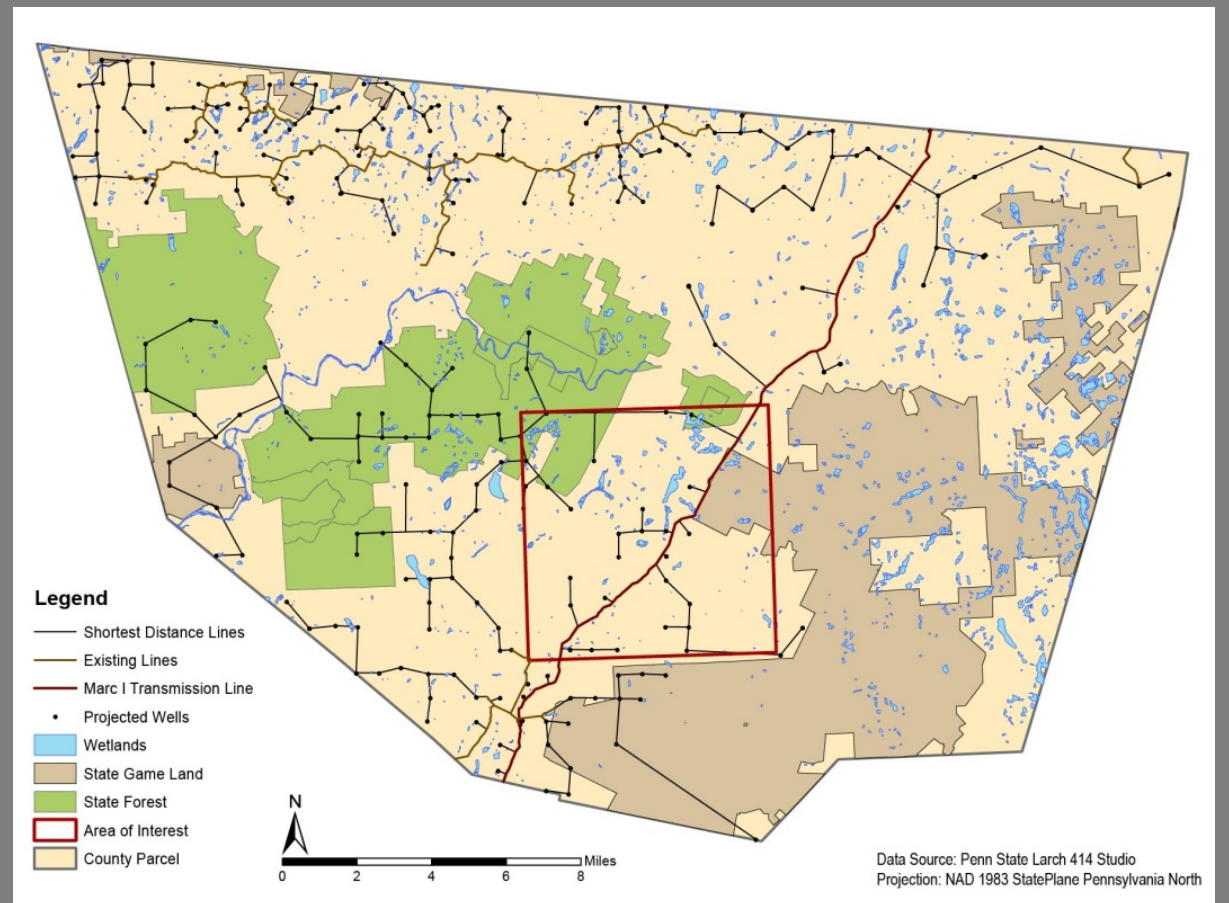 Legend
Shortest Distance Lines
Existing Lines
Marc I Transmission Line
Projected Wells
Wetlands
State Game Land
State Forest
Area of Interest
County Parcel
N
Miles
0 2 4 6 8
Data Source: Penn State Larch 414 Studio
Projection: NAD 1983 StatePlane Pennsylvania North